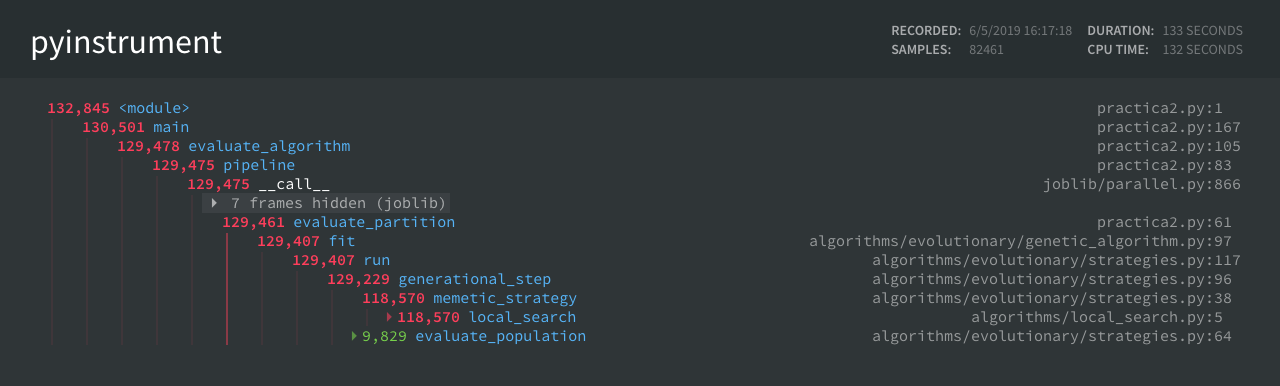 pyinstrument
RECORDED: 6/5/2019 16:17:18 DURATION: 133 SECONDS
SAMPLES: 82461 CPU TIME: 132 SECONDS
132,845 <module> practica2.py:1
130,501 main practica2.py:167
129,478 evaluate_algorithm practica2.py:105
129,475 pipeline practica2.py:83
129,475 __call__ joblib/parallel.py:866
7 frames hidden (joblib)
129,461 evaluate_partition practica2.py:61
129,407 fit algorithms/evolutionary/genetic_algorithm.py:97
129,407 run algorithms/evolutionary/strategies.py:117
129,229 generational_step algorithms/evolutionary/strategies.py:96
118,570 memetic_strategy algorithms/evolutionary/strategies.py:38
118,570 local_search algorithms/local_search.py:5
9,829 evaluate_population algorithms/evolutionary/strategies.py:64